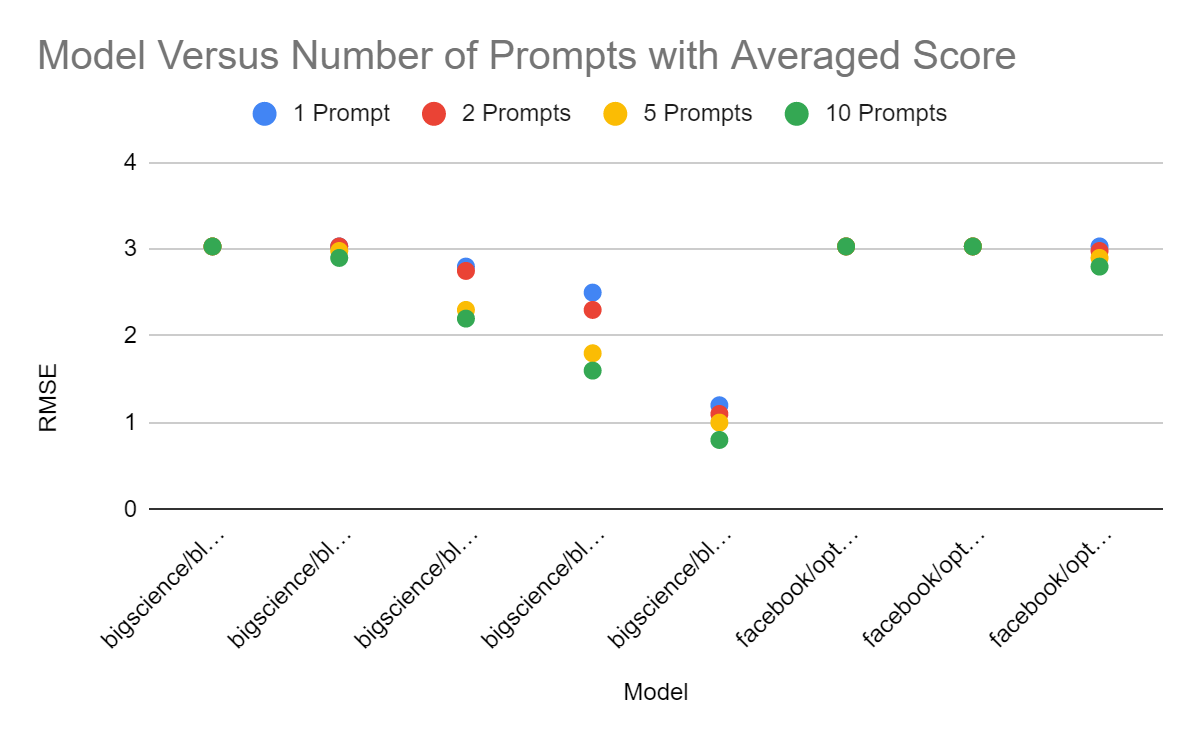 Model Versus Number of Prompts with Averaged Score
1 Prompt 2 Prompts 5 Prompts 10 Prompts
4
3
2
1
0
RMSE
bigscience/bl...
bigscience/bl...
bigscience/bl...
bigscience/bl...
bigscience/bl...
facebook/opt...
facebook/opt...
facebook/opt...
Model